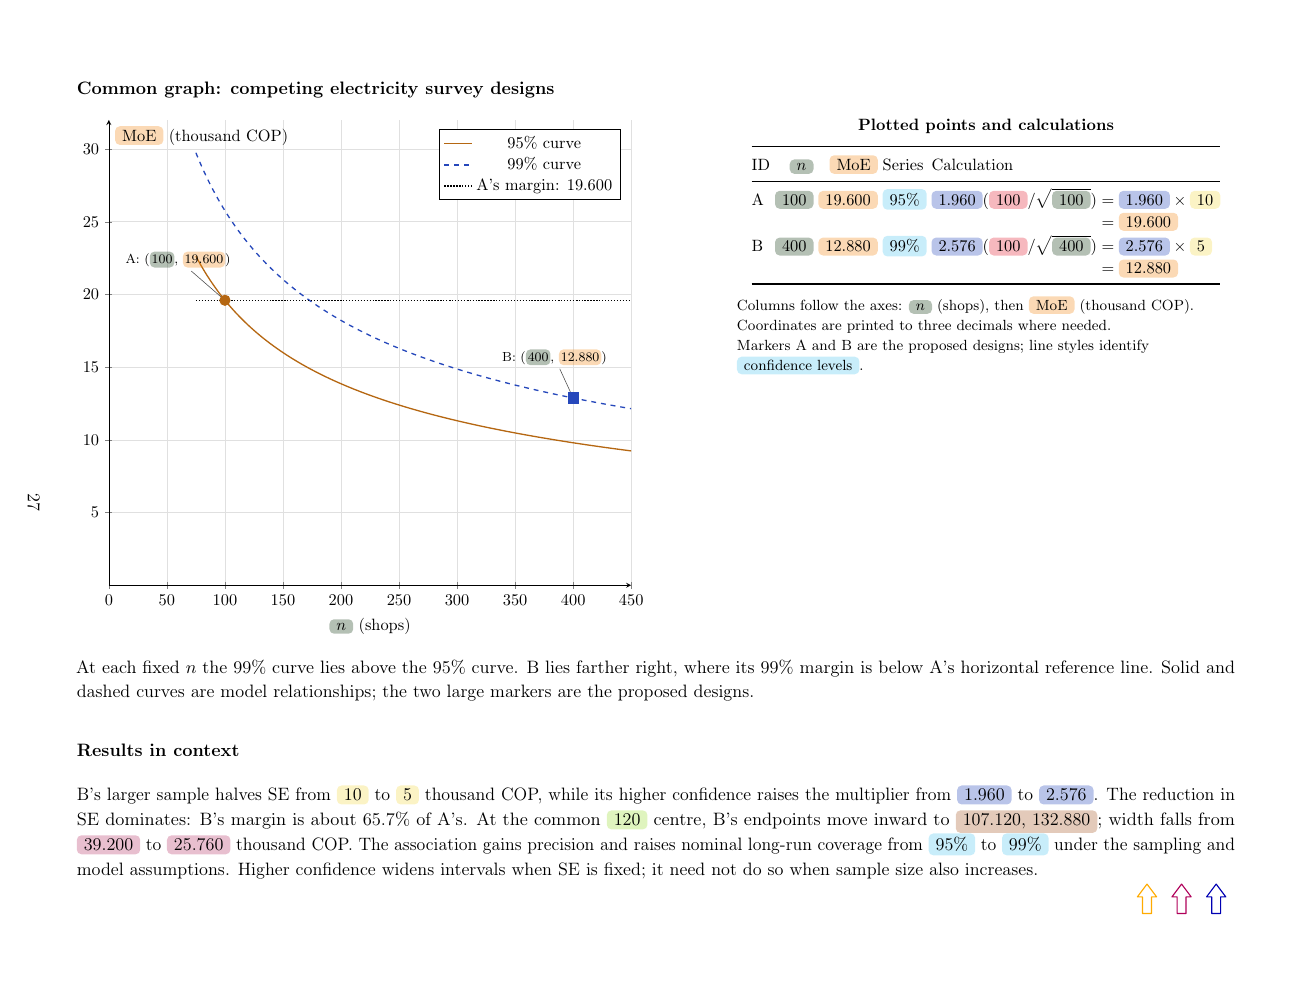 Common graph: competing electricity survey designs
MoE (thousand COP)
30
25
20
15
10
5
0 50 100 150 200 250 300 350 400 450
n (shops)
95% curve
99% curve
A's margin: 19.600
A: (100, 19.600)
B: (400, 12.880)
Plotted points and calculations
ID n MoE Series Calculation
A 100 19.600 95% 1.960(100/√100) = 1.960 × 10
= 19.600
B 400 12.880 99% 2.576(100/√400) = 2.576 × 5
= 12.880
Columns follow the axes: n (shops), then MoE (thousand COP).
Coordinates are printed to three decimals where needed.
Markers A and B are the proposed designs; line styles identify
confidence levels.
27
At each fixed n the 99% curve lies above the 95% curve. B lies farther right, where its 99% margin is below A's horizontal reference line. Solid and
dashed curves are model relationships; the two large markers are the proposed designs.
Results in context
B's larger sample halves SE from 10 to 5 thousand COP, while its higher confidence raises the multiplier from 1.960 to 2.576. The reduction in
SE dominates: B's margin is about 65.7% of A's. At the common 120 centre, B's endpoints move inward to 107.120, 132.880; width falls from
39.200 to 25.760 thousand COP. The association gains precision and raises nominal long-run coverage from 95% to 99% under the sampling and
model assumptions. Higher confidence widens intervals when SE is fixed; it need not do so when sample size also increases.